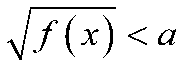 √f(x) < a